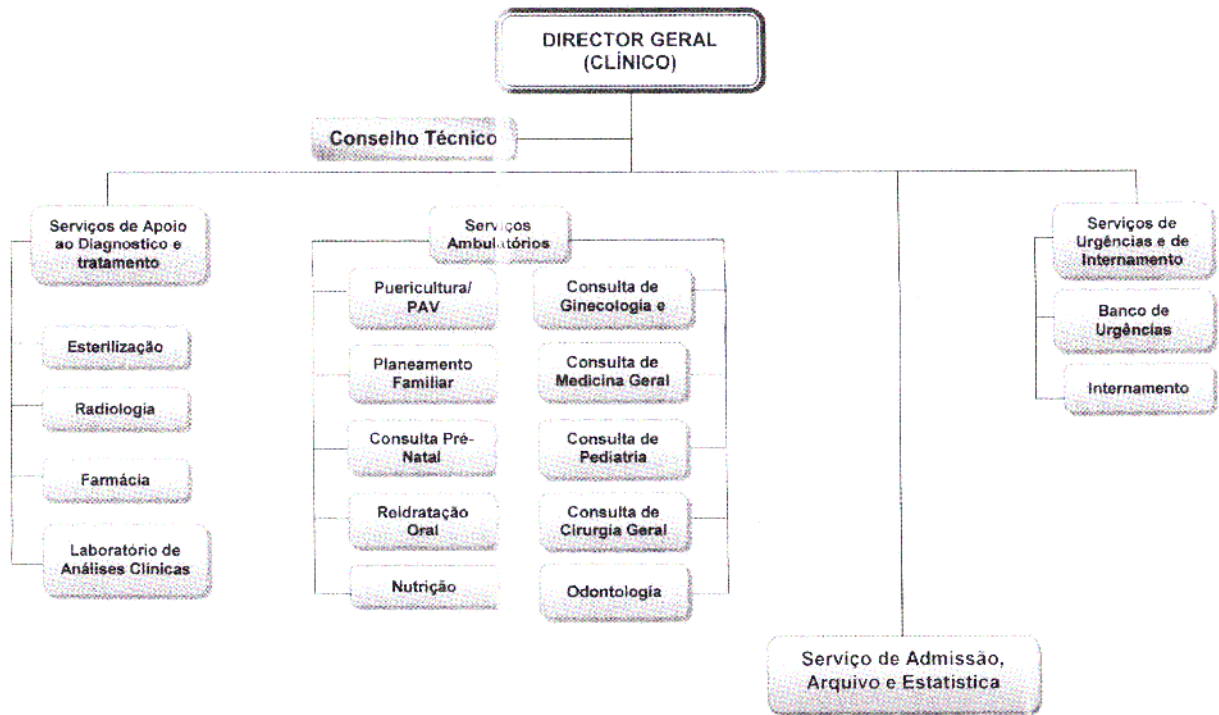 DIRECTOR GERAL
(CLÍNICO)
Conselho Técnico
Serviços de Apoio
ao Diagnostico e
tratamento
Esterilização
Radiologia
Farmácia
Laboratório de
Análises Clínicas
Serviços
Ambulatórios
Puericultura/
PAV
Planeamento
Familiar
Consulta Pré-
Natal
Reidratação
Oral
Nutrição
Consulta de
Ginecologia e
Consulta de
Medicina Geral
Consulta de
Pediatria
Consulta de
Cirurgia Geral
Odontología
Serviço de Admissão,
Arquivo e Estatistica
Serviços de
Urgências e de
Internamento
Banco de
Urgências
Internamento